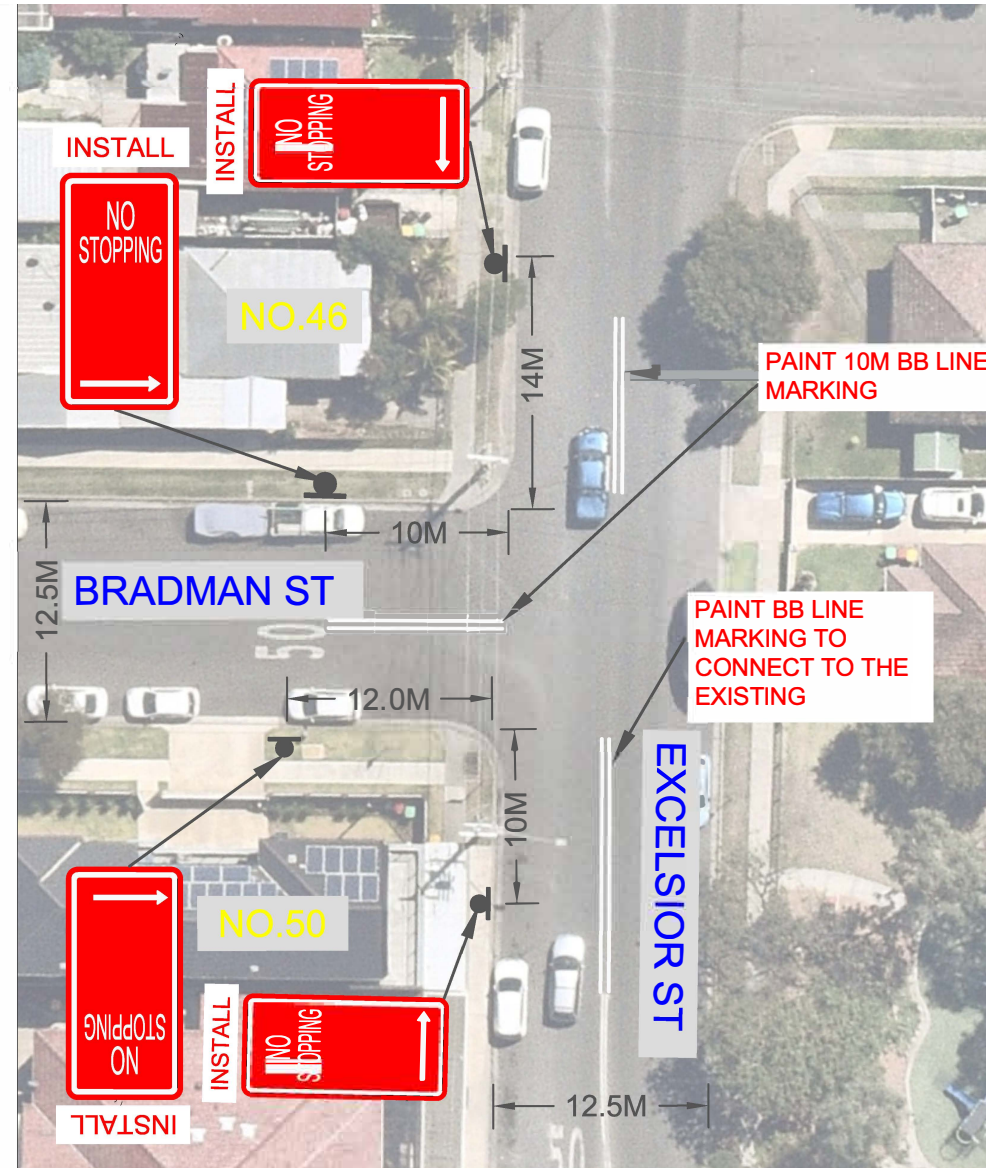 INSTALL
NO
STOPPING
INSTALL
NO
STOPPING
NO.46
14M
PAINT 10M BB LINE
MARKING
10M
12.5M
BRADMAN ST
50
PAINT BB LINE
MARKING TO
CONNECT TO THE
EXISTING
12.0M
10M
EXCELSIOR ST
NO.50
NO
STOPPING
INSTALL
INSTALL
NO
STOPPING
12.5M
50